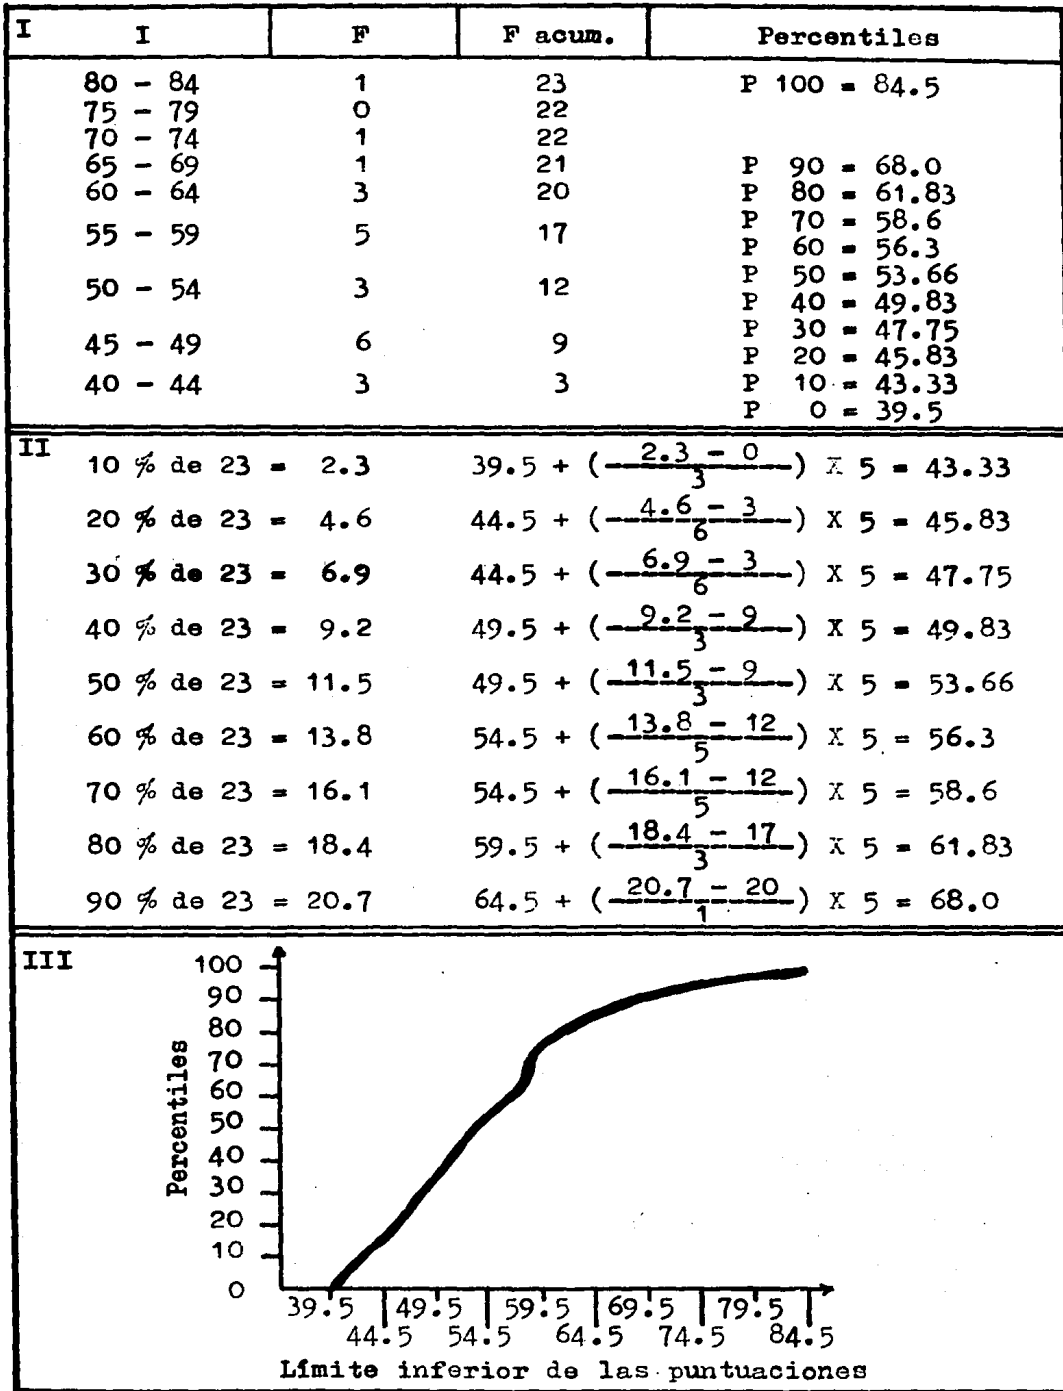 I I F F acum. Percentiles
80 - 84 1 23 P 100 = 84.5
75 - 79 0 22
70 - 74 1 22
65 - 69 1 21 P 90 = 68.0
60 - 64 3 20 P 80 = 61.83
P 70 = 58.6
55 - 59 5 17
P 60 = 56.3
P 50 = 53.66
50 - 54 3 12
P 40 = 49.83
P 30 = 47.75
45 - 49 6 9
P 20 = 45.83
40 - 44 3 3 P 10 = 43.33
P 0 = 39.5
II
10 % de 23 = 2.3 39.5 + (2.3 - 0 / 3) X 5 = 43.33
20 % de 23 = 4.6 44.5 + (4.6 - 3 / 6) X 5 = 45.83
30 % de 23 = 6.9 44.5 + (6.9 - 3 / 6) X 5 = 47.75
40 % de 23 = 9.2 49.5 + (9.2 - 9 / 3) X 5 = 49.83
50 % de 23 = 11.5 49.5 + (11.5 - 9 / 3) X 5 = 53.66
60 % de 23 = 13.8 54.5 + (13.8 - 12 / 5) X 5 = 56.3
70 % de 23 = 16.1 54.5 + (16.1 - 12 / 5) X 5 = 58.6
80 % de 23 = 18.4 59.5 + (18.4 - 17 / 3) X 5 = 61.83
90 % de 23 = 20.7 64.5 + (20.7 - 20 / 1) X 5 = 68.0
III
Percentiles
100
90
80
70
60
50
40
30
20
10
0
39.5 49.5 59.5 69.5 79.5
44.5 54.5 64.5 74.5 84.5
Límite inferior de las puntuaciones